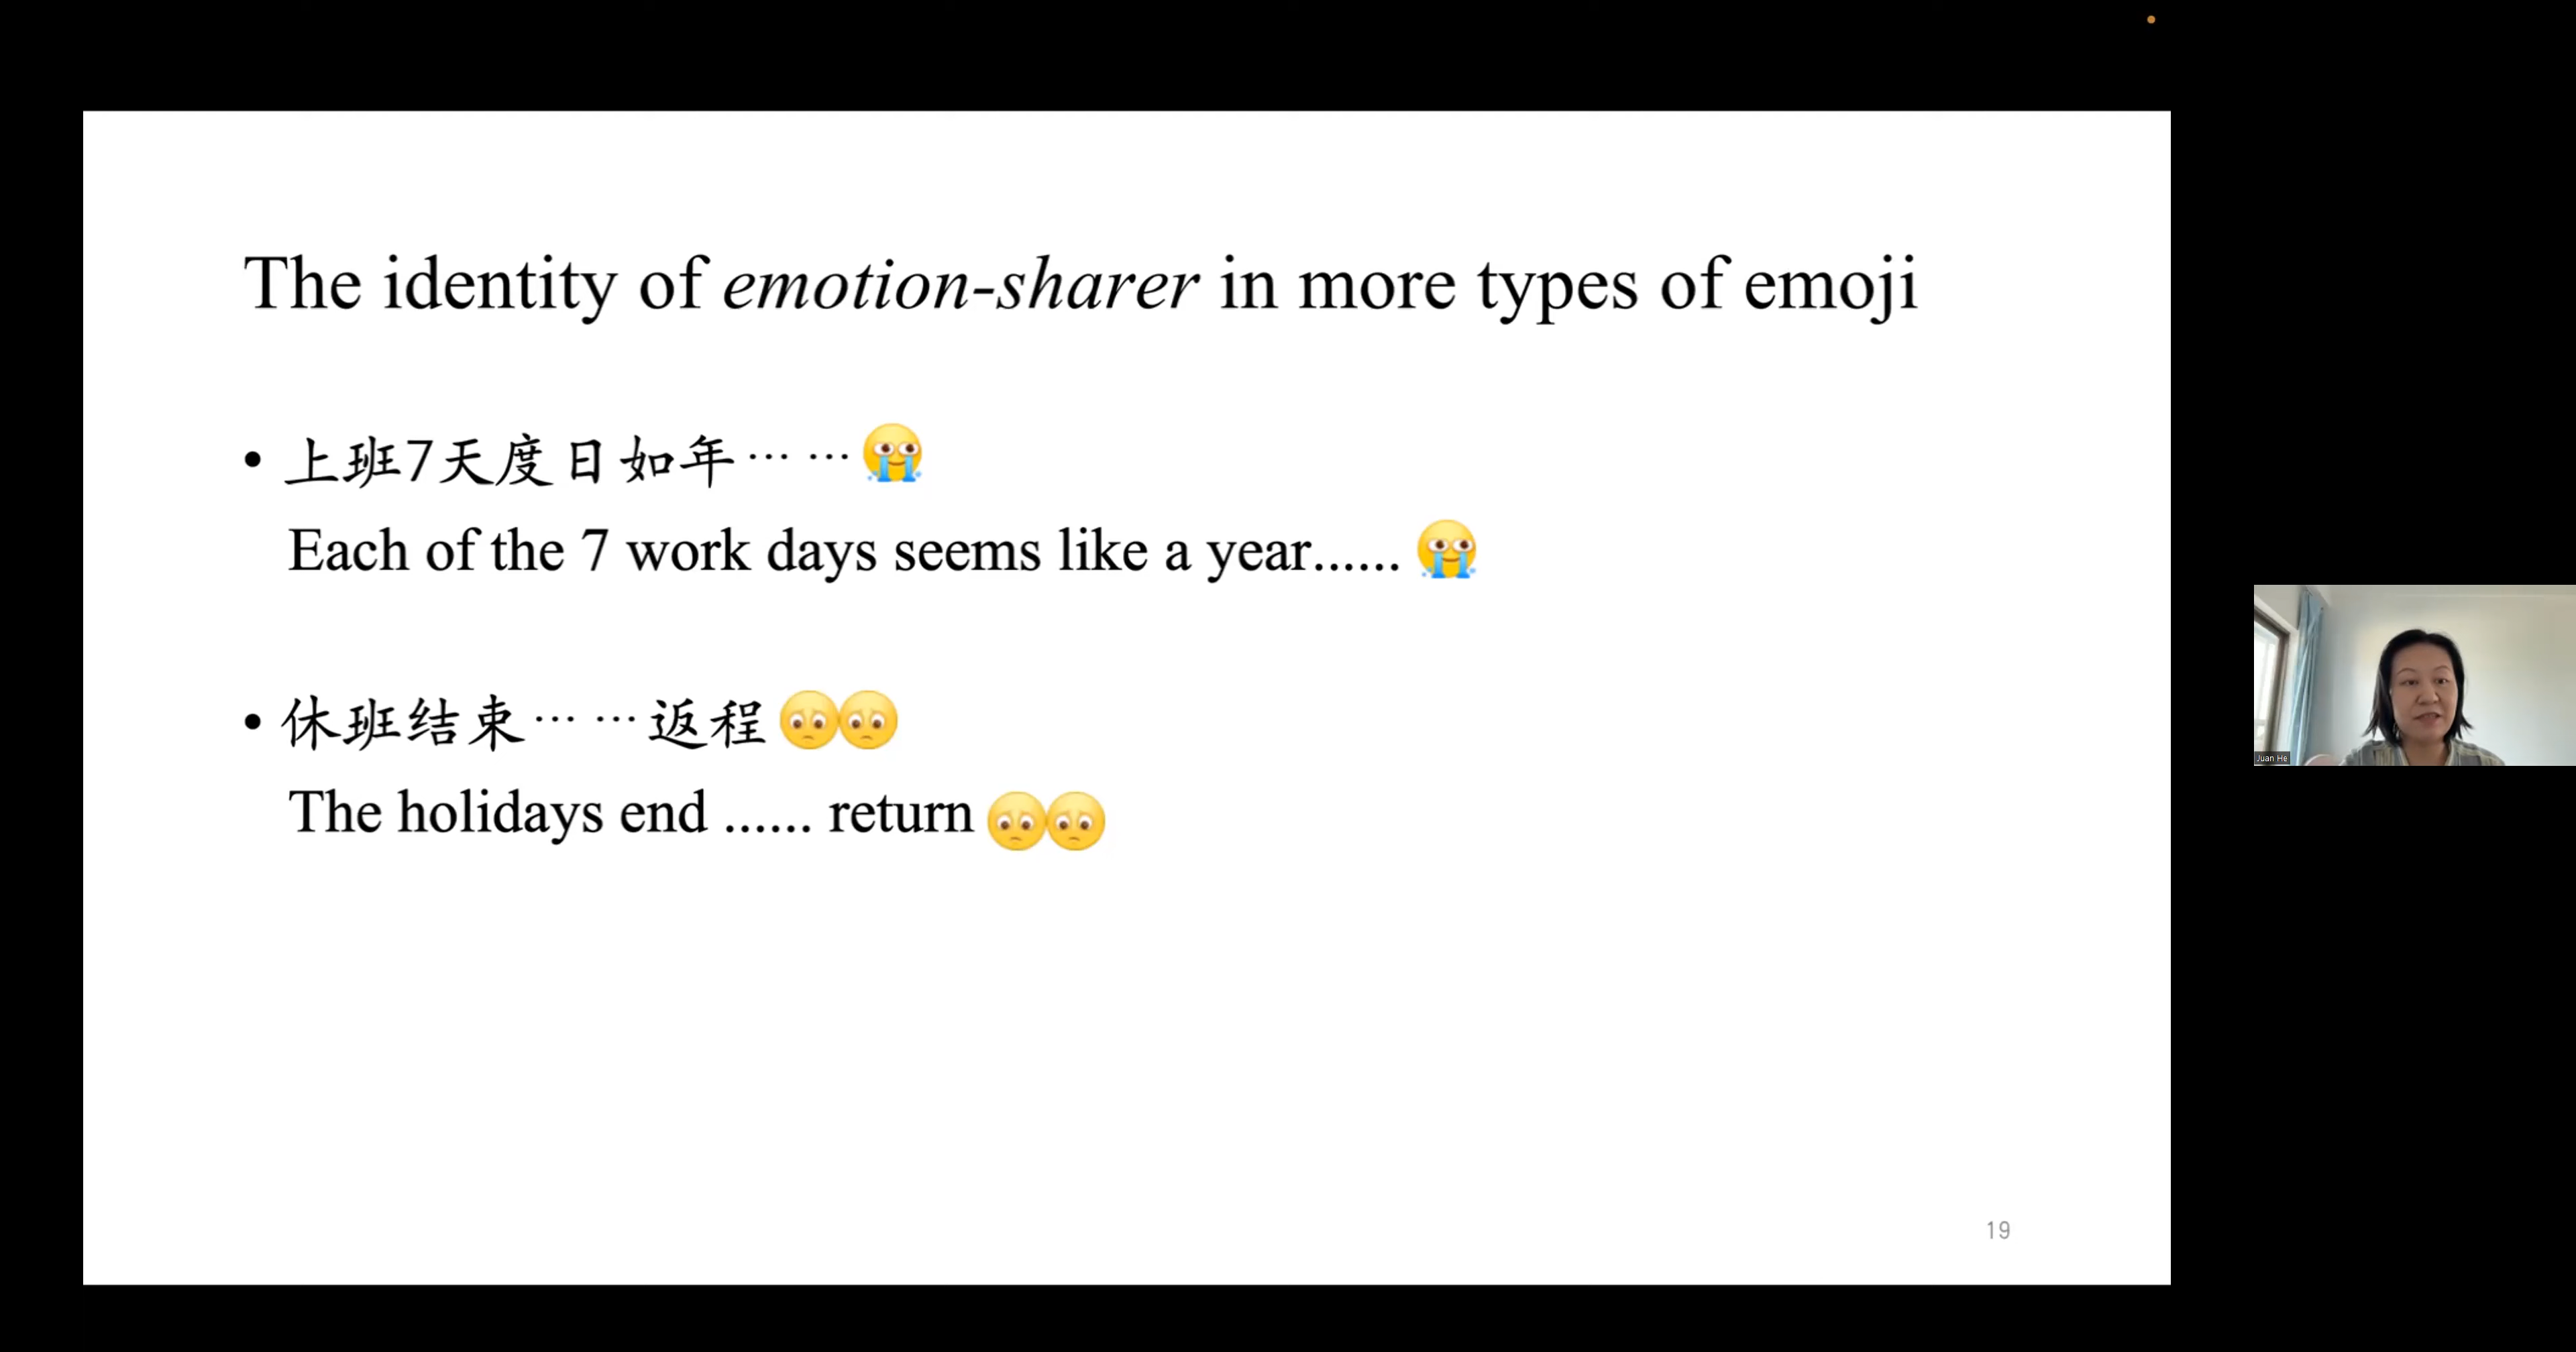 The identity of emotion-sharer in more types of emoji
• 上班7天度日如年……😭
Each of the 7 work days seems like a year...... 😭
• 休班结束……返程🙁🙁
The holidays end ...... return 🙁🙁
Juan He
19